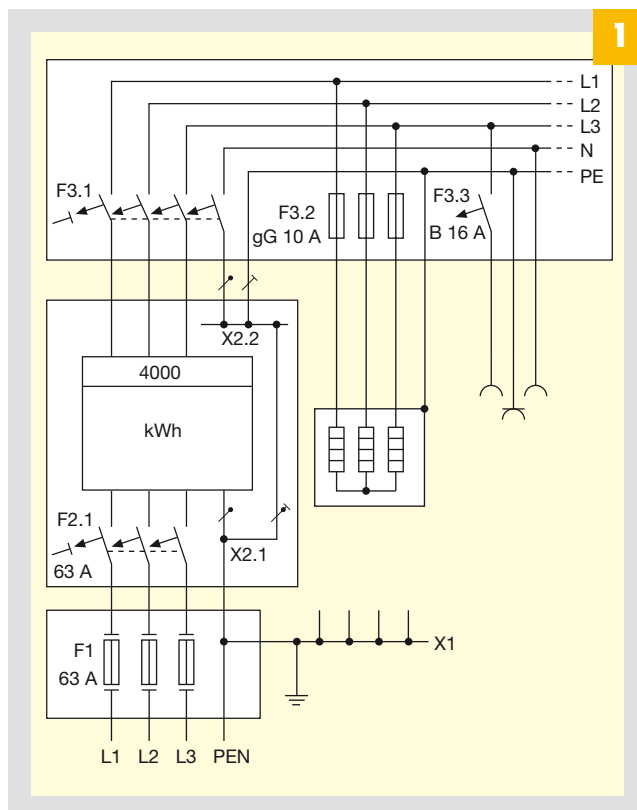 1
L1
L2
L3
N
PE
F3.1
F3.2
gG 10 A
F3.3
B 16 A
X2.2
4000
kWh
F2.1
63 A
X2.1
F1
63 A
X1
L1 L2 L3 PEN